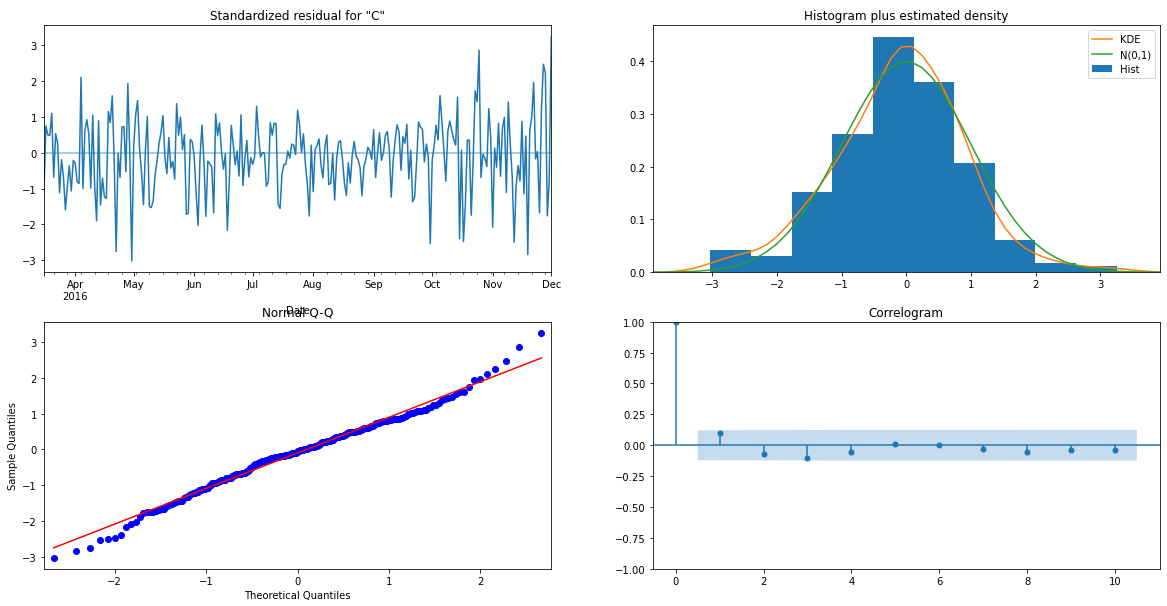 Standardized residual for "C"
3
2
1
0
−1
−2
−3
Apr
2016
May
Jun
Jul
Aug
Sep
Oct
Nov
Dec
Date
Histogram plus estimated density
KDE
N(0,1)
Hist
0.4
0.3
0.2
0.1
0.0
−3
−2
−1
0
1
2
3
Normal Q-Q
Sample Quantiles
3
2
1
0
−1
−2
−3
−2
−1
0
1
2
Theoretical Quantiles
Correlogram
1.00
0.75
0.50
0.25
0.00
−0.25
−0.50
−0.75
−1.00
0
2
4
6
8
10